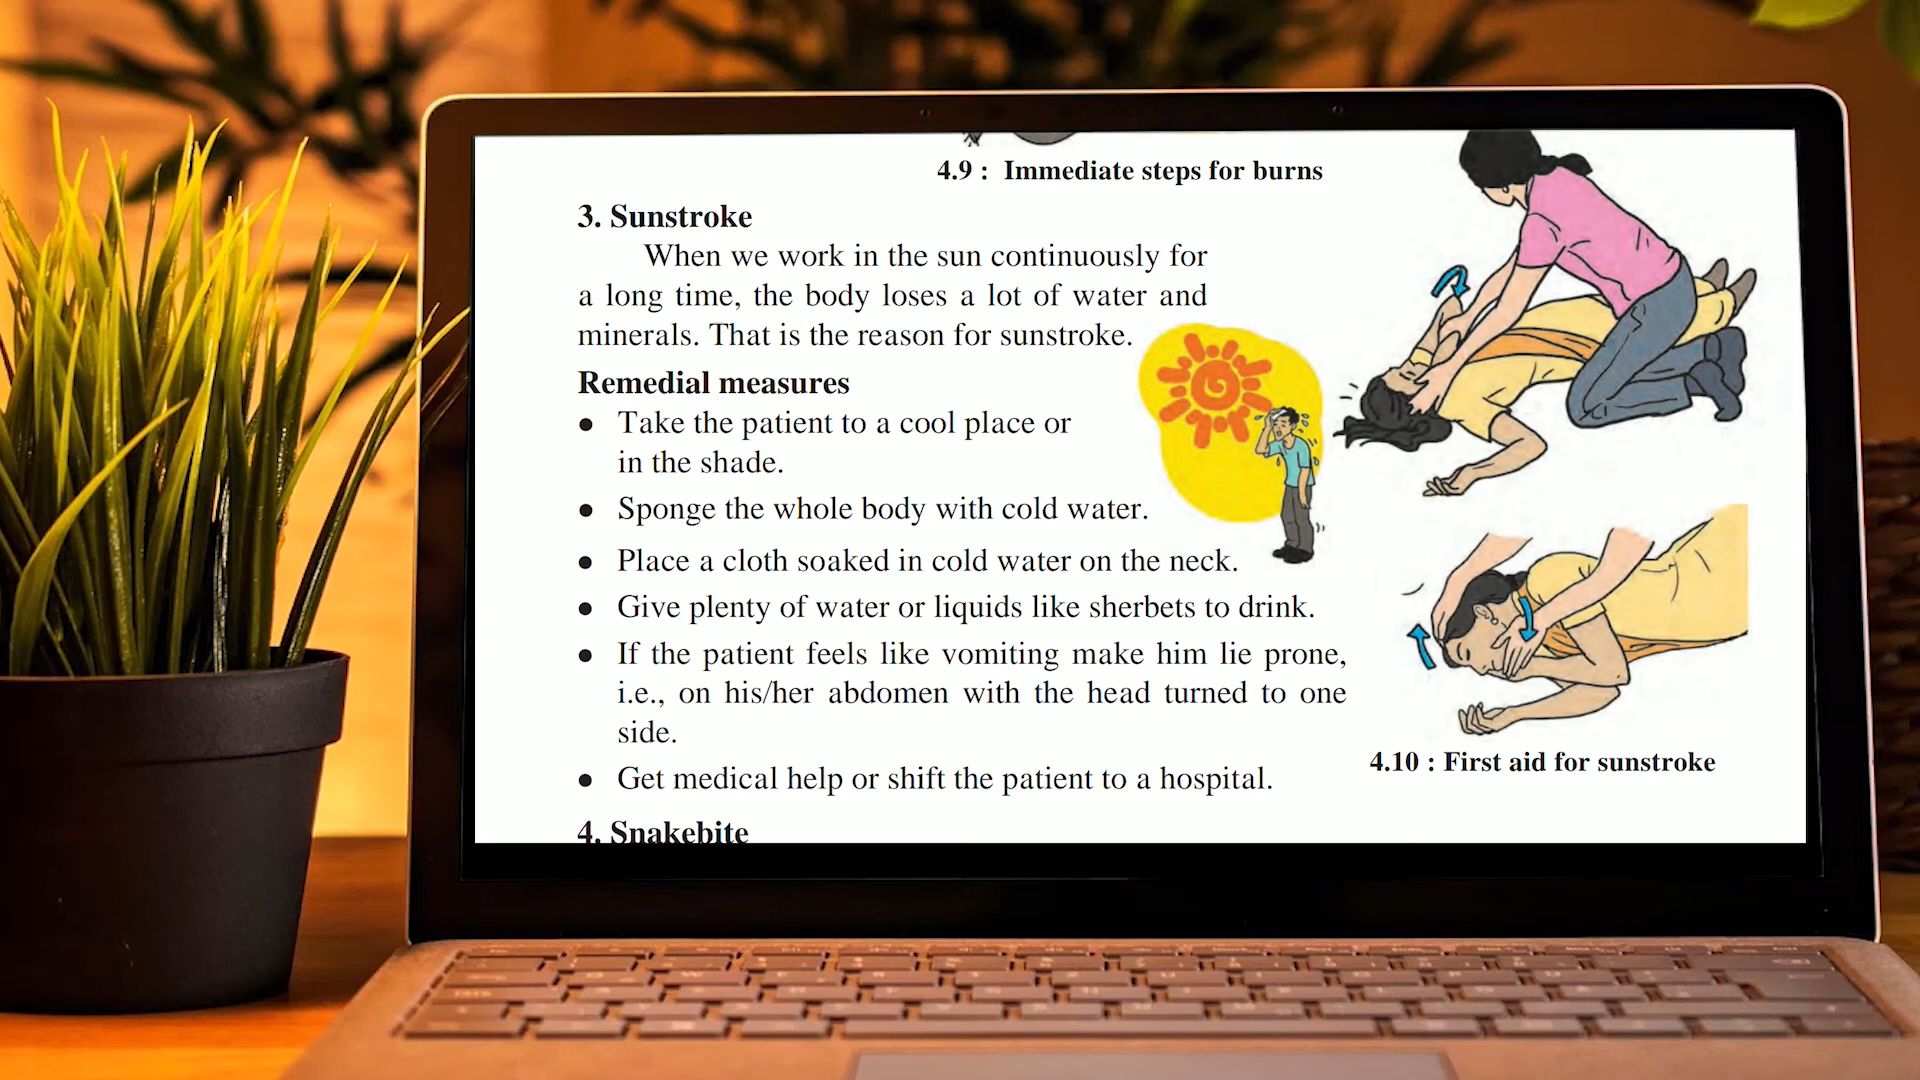 4.9 : Immediate steps for burns
3. Sunstroke
When we work in the sun continuously for
a long time, the body loses a lot of water and
minerals. That is the reason for sunstroke.
Remedial measures
• Take the patient to a cool place or
in the shade.
• Sponge the whole body with cold water.
• Place a cloth soaked in cold water on the neck.
• Give plenty of water or liquids like sherbets to drink.
• If the patient feels like vomiting make him lie prone,
i.e., on his/her abdomen with the head turned to one
side.
• Get medical help or shift the patient to a hospital.
4.10 : First aid for sunstroke
4. Snakebite